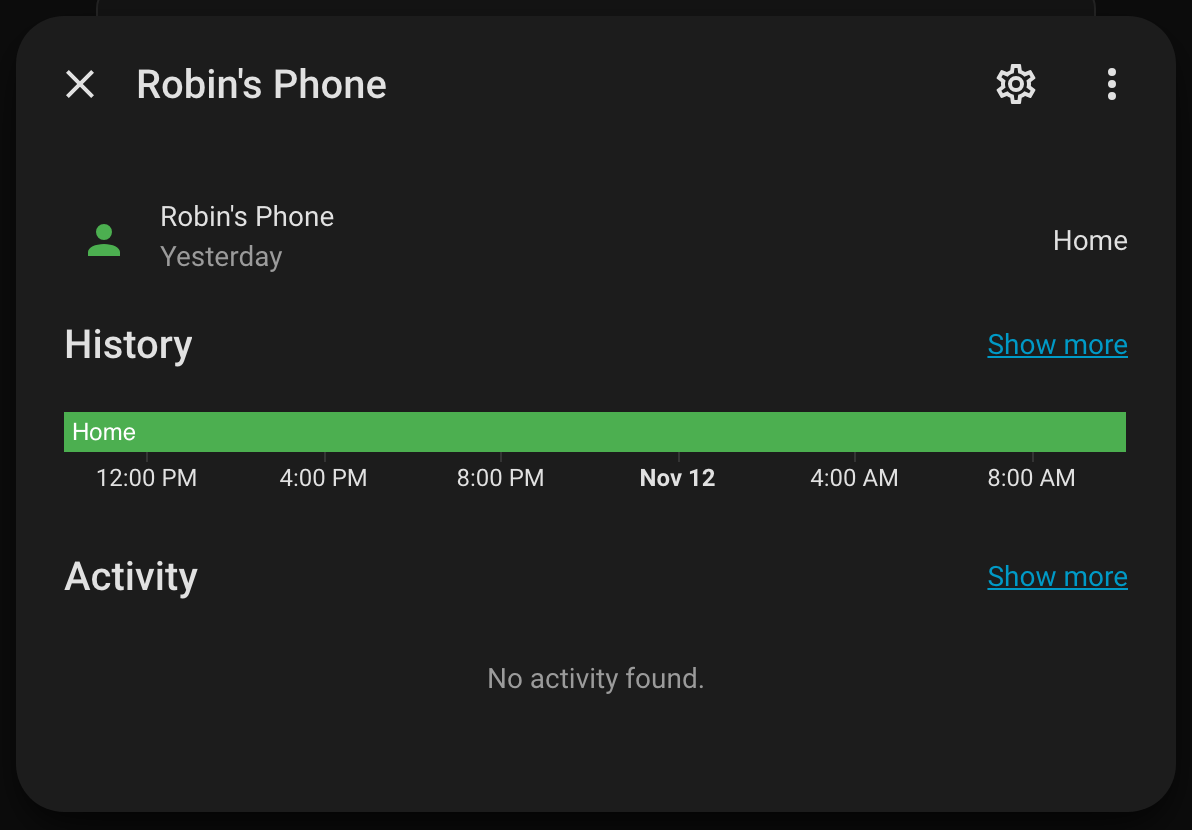 Robin's Phone
Robin's Phone
Yesterday
Home
History
Show more
Home
12:00 PM 4:00 PM 8:00 PM Nov 12 4:00 AM 8:00 AM
Activity
Show more
No activity found.